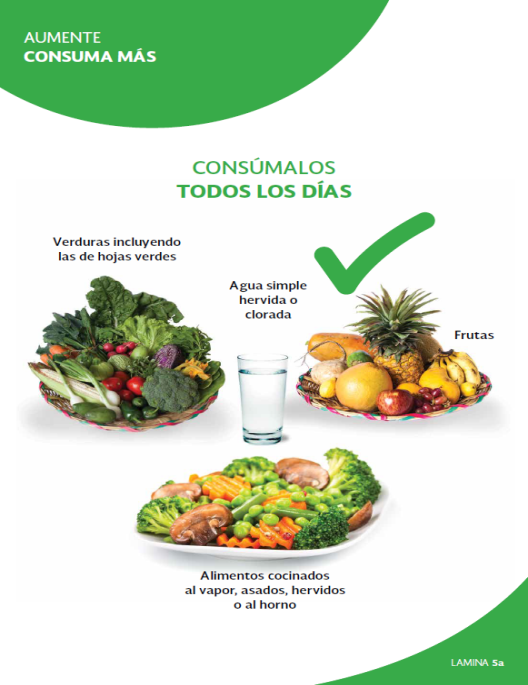 AUMENTE
CONSUMA MÁS
CONSÚMALOS
TODOS LOS DÍAS
Verduras incluyendo
las de hojas verdes
Agua simple
hervida o
clorada
Frutas
Alimentos cocinados
al vapor, asados, hervidos
o al horno
LAMINA 5a